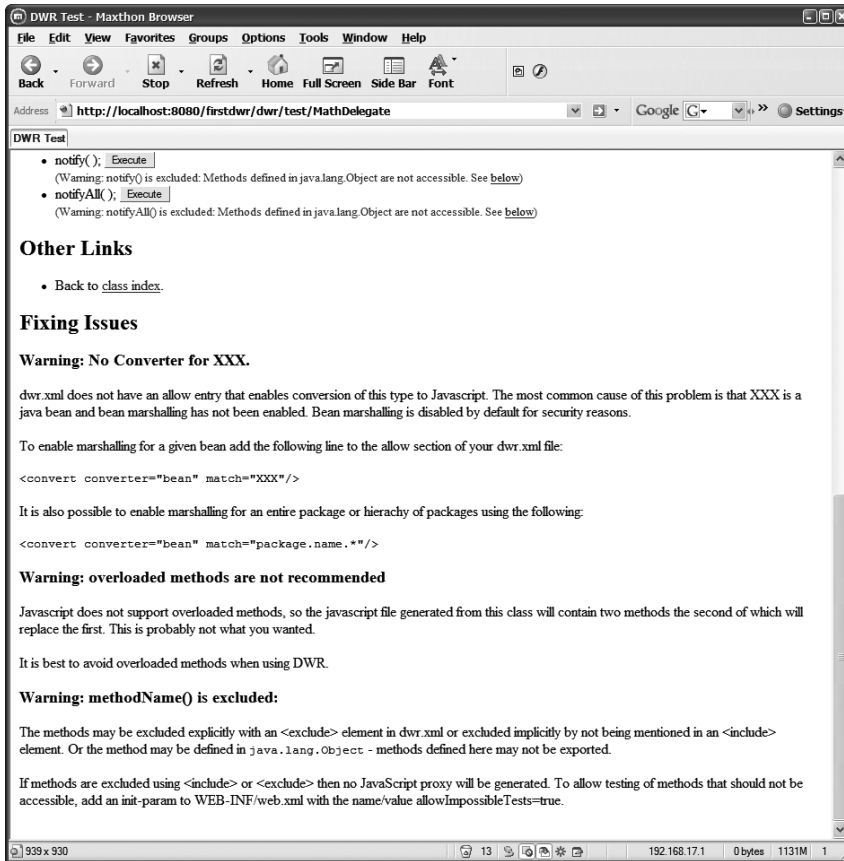 DWR Test - Maxthon Browser
File Edit View Favorites Groups Options Tools Window Help
Back Forward Stop Refresh Home Full Screen Side Bar Font
Address http://localhost:8080/firstdwr/dwr/test/MathDelegate Google G Settings
DWR Test
• notify( ); Execute
(Warning: notify() is excluded: Methods defined in java.lang.Object are not accessible. See below)
• notifyAll( ); Execute
(Warning: notifyAll() is excluded: Methods defined in java.lang.Object are not accessible. See below)
Other Links
• Back to class index.
Fixing Issues
Warning: No Converter for XXX.
dwr.xml does not have an allow entry that enables conversion of this type to Javascript. The most common cause of this problem is that XXX is a
java bean and bean marshalling has not been enabled. Bean marshalling is disabled by default for security reasons.
To enable marshalling for a given bean add the following line to the allow section of your dwr.xml file:
<convert converter="bean" match="XXX"/>
It is also possible to enable marshalling for an entire package or hierachy of packages using the following:
<convert converter="bean" match="package.name.*"/>
Warning: overloaded methods are not recommended
Javascript does not support overloaded methods, so the javascript file generated from this class will contain two methods the second of which will
replace the first. This is probably not what you wanted.
It is best to avoid overloaded methods when using DWR.
Warning: methodName() is excluded:
The methods may be excluded explicitly with an <exclude> element in dwr.xml or excluded implicitly by not being mentioned in an <include>
element. Or the method may be defined in java.lang.Object - methods defined here may not be exported.
If methods are excluded using <include> or <exclude> then no JavaScript proxy will be generated. To allow testing of methods that should not be
accessible, add an init-param to WEB-INF/web.xml with the name/value allowImpossibleTests=true.
939 x 930 13 192.168.17.1 0 bytes 1131M 1